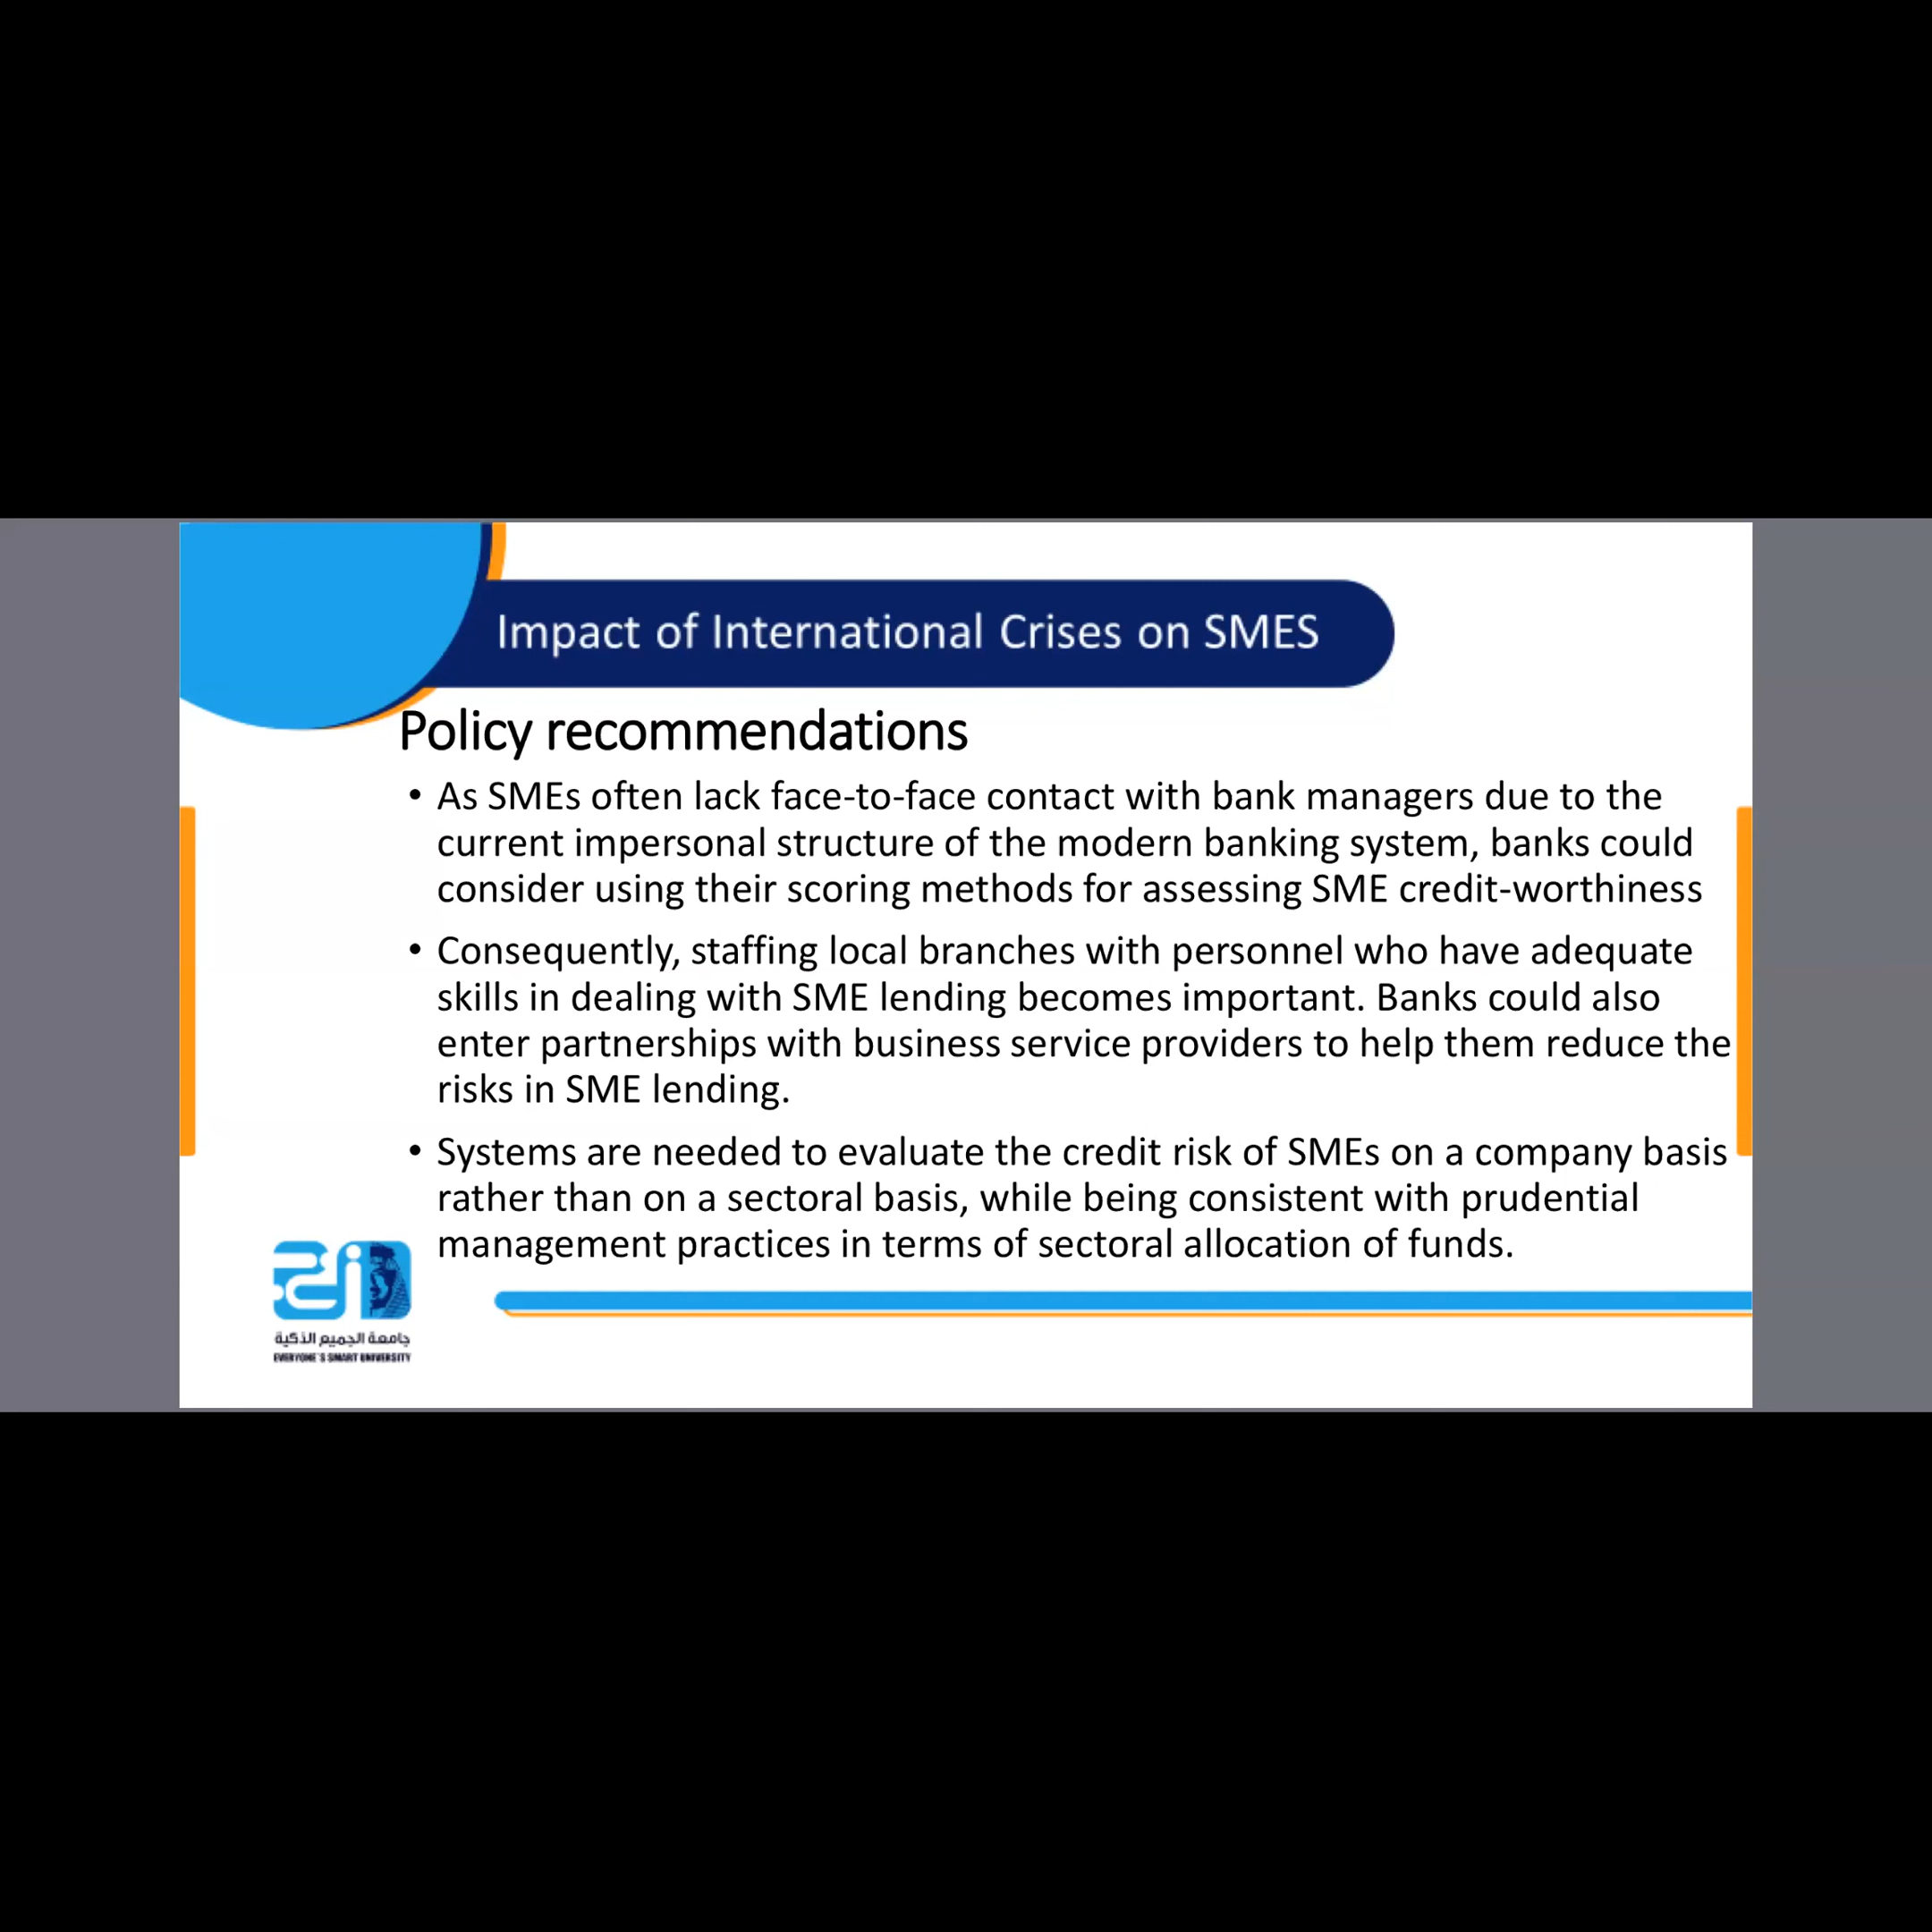 Impact of International Crises on SMES
Policy recommendations
• As SMEs often lack face-to-face contact with bank managers due to the
current impersonal structure of the modern banking system, banks could
consider using their scoring methods for assessing SME credit-worthiness
• Consequently, staffing local branches with personnel who have adequate
skills in dealing with SME lending becomes important. Banks could also
enter partnerships with business service providers to help them reduce the
risks in SME lending.
• Systems are needed to evaluate the credit risk of SMEs on a company basis
rather than on a sectoral basis, while being consistent with prudential
management practices in terms of sectoral allocation of funds.
جامعة الجميع الذكية
EVERYONE'S SMART UNIVERSITY